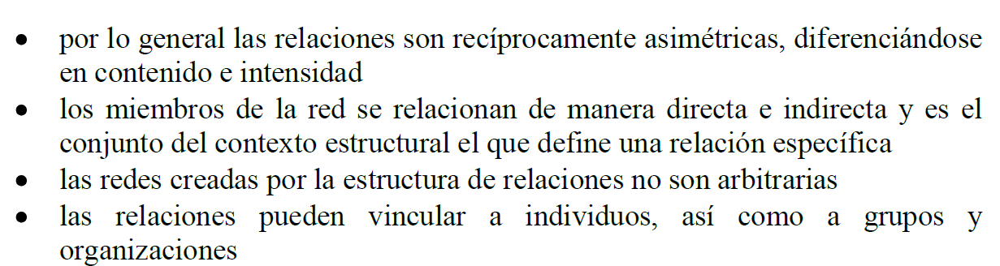 • por lo general las relaciones son recíprocamente asimétricas, diferenciándose
en contenido e intensidad
• los miembros de la red se relacionan de manera directa e indirecta y es el
conjunto del contexto estructural el que define una relación específica
• las redes creadas por la estructura de relaciones no son arbitrarias
• las relaciones pueden vincular a individuos, así como a grupos y
organizaciones